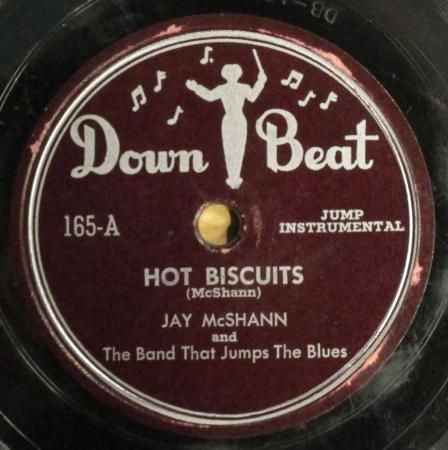 Down Beat
165-A
JUMP
INSTRUMENTAL
HOT BISCUITS
(McShann)
JAY McSHANN
and
The Band That Jumps The Blues